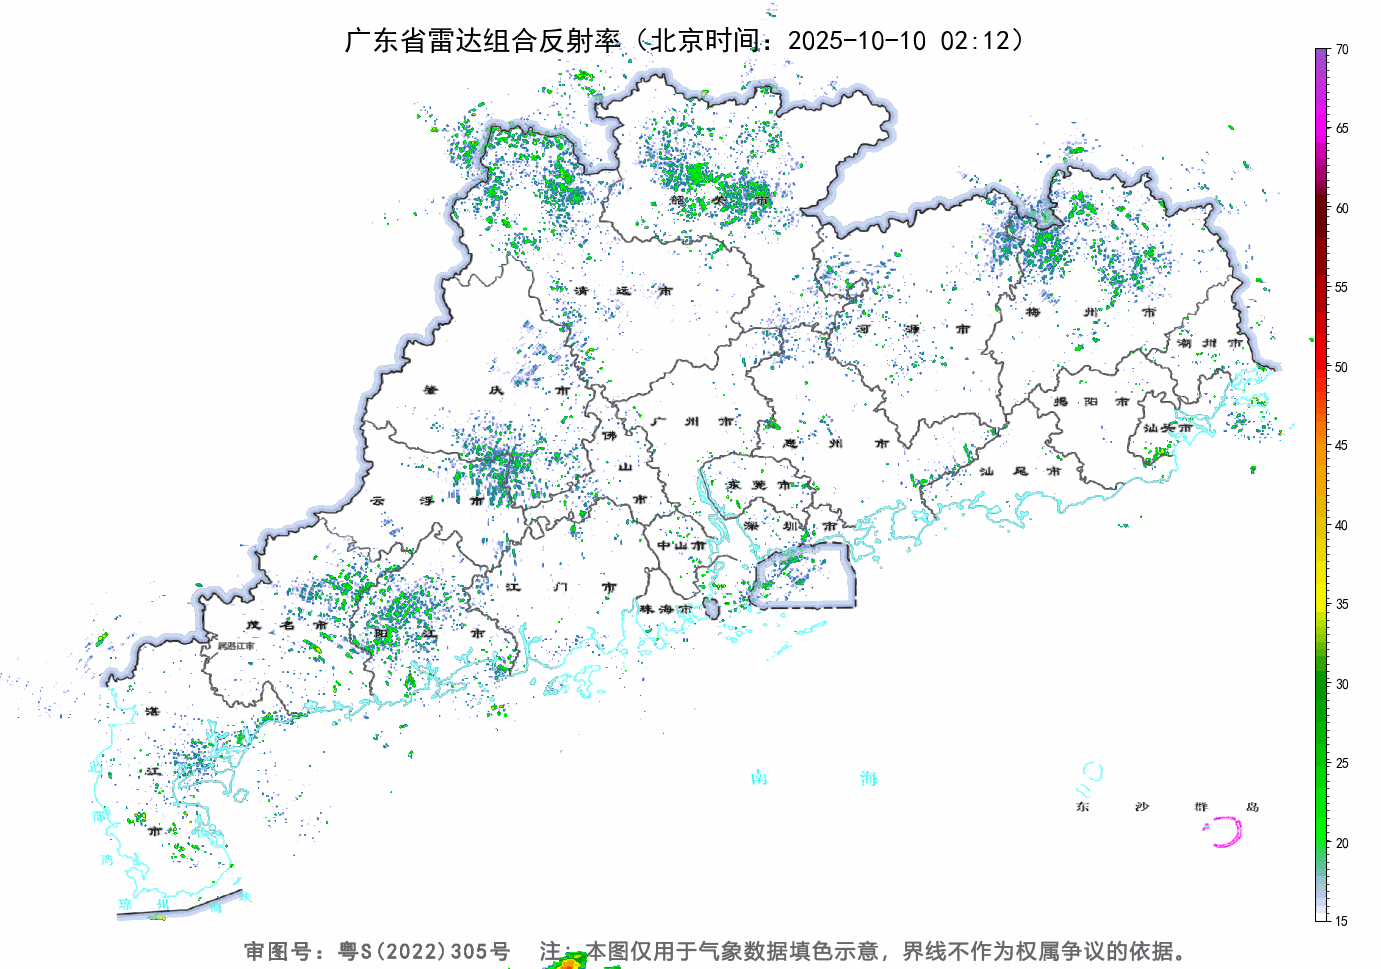 广东省雷达组合反射率（北京时间：2025-10-10 02:12）
70
65
60
55
50
45
40
35
30
25
20
15
韶关市
清远市
河源市
梅州市
潮州市
肇庆市
广州市
佛山市
惠州市
揭阳市
汕头市
汕尾市
云浮市
东莞市
深圳市
中山市
江门市
珠海市
茂名市
阳江市
属湛江市
湛江市
北部湾
琼州海峡
南海
东沙群岛
审图号：粤S(2022)305号 注：本图仅用于气象数据填色示意，界线不作为权属争议的依据。